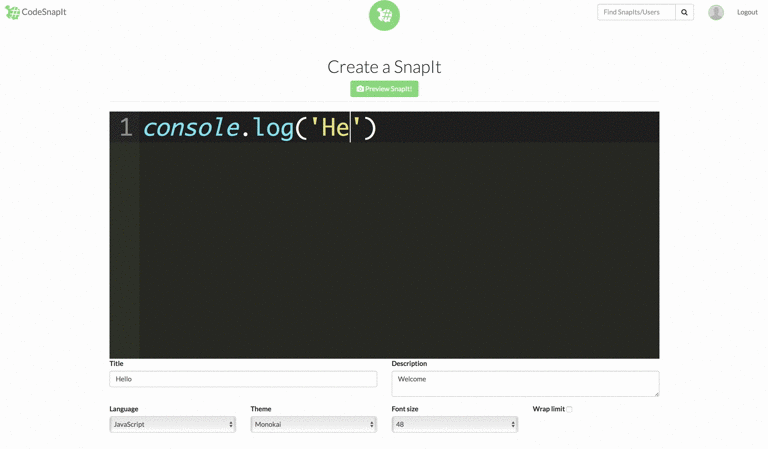 CodeSnapIt
Find SnapIts/Users
Logout
Create a SnapIt
Preview SnapIt!
1 console.log('He')
Title
Description
Hello
Welcome
Language
Theme
Font size
Wrap limit
JavaScript
Monokai
48